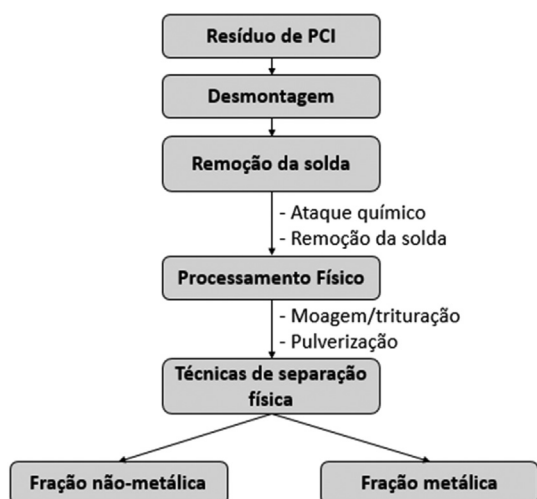 Resíduo de PCI
Desmontagem
Remoção da solda
- Ataque químico
- Remoção da solda
Processamento Físico
- Moagem/trituração
- Pulverização
Técnicas de separação
física
Fração não-metálica
Fração metálica